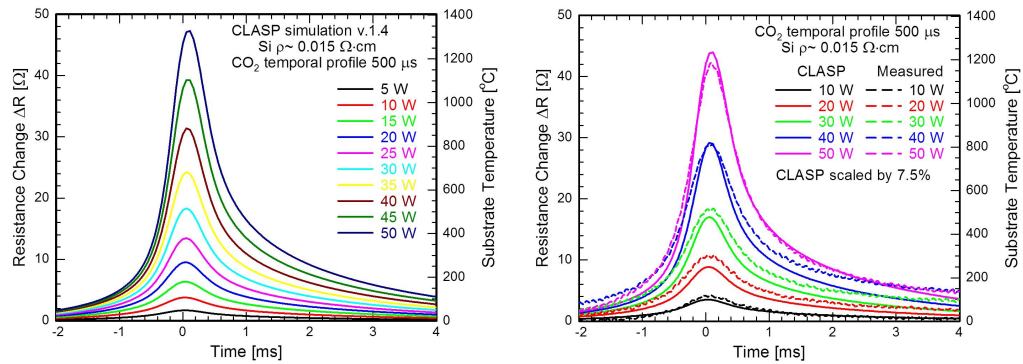 CLASP simulation v.1.4
Si ρ~ 0.015 Ω·cm
CO2 temporal profile 500 μs
5 W
10 W
15 W
20 W
25 W
30 W
35 W
40 W
45 W
50 W
Resistance Change ΔR [Ω]
50
40
30
20
10
0
Substrate Temperature [°C]
1400
1200
1000
800
600
400
200
0
-2 -1 0 1 2 3 4
Time [ms]
CO2 temporal profile 500 μs
Si ρ~ 0.015 Ω·cm
CLASP Measured
10 W 10 W
20 W 20 W
30 W 30 W
40 W 40 W
50 W 50 W
CLASP scaled by 7.5%
Resistance Change ΔR [Ω]
50
40
30
20
10
0
Substrate Temperature [°C]
1400
1200
1000
800
600
400
200
0
-2 -1 0 1 2 3 4
Time [ms]